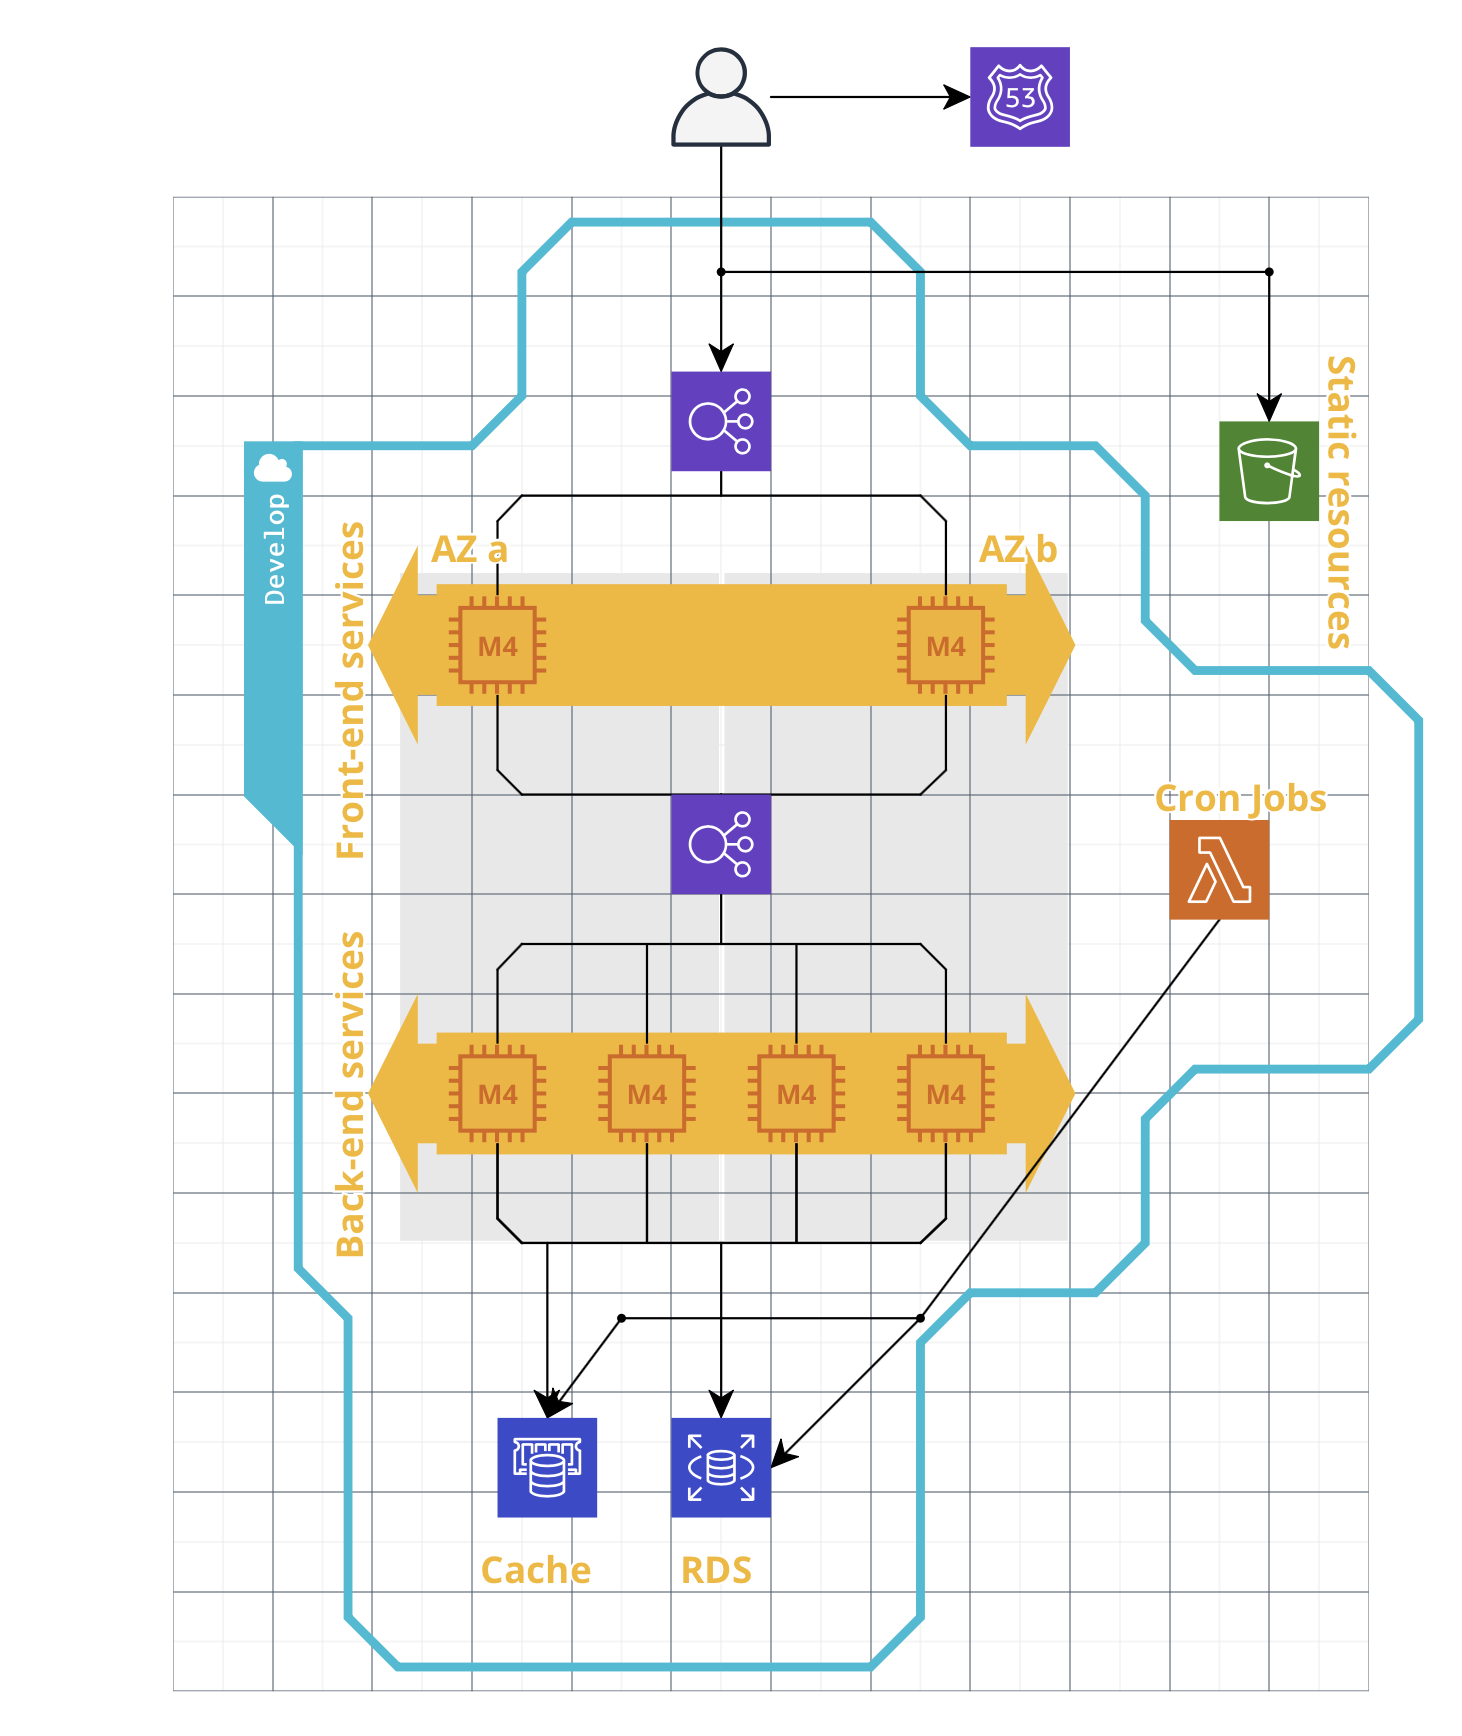 53
Static resources
Develop
Front-end services
AZ a
AZ b
M4
M4
Cron Jobs
Back-end services
M4
M4
M4
M4
Cache
RDS